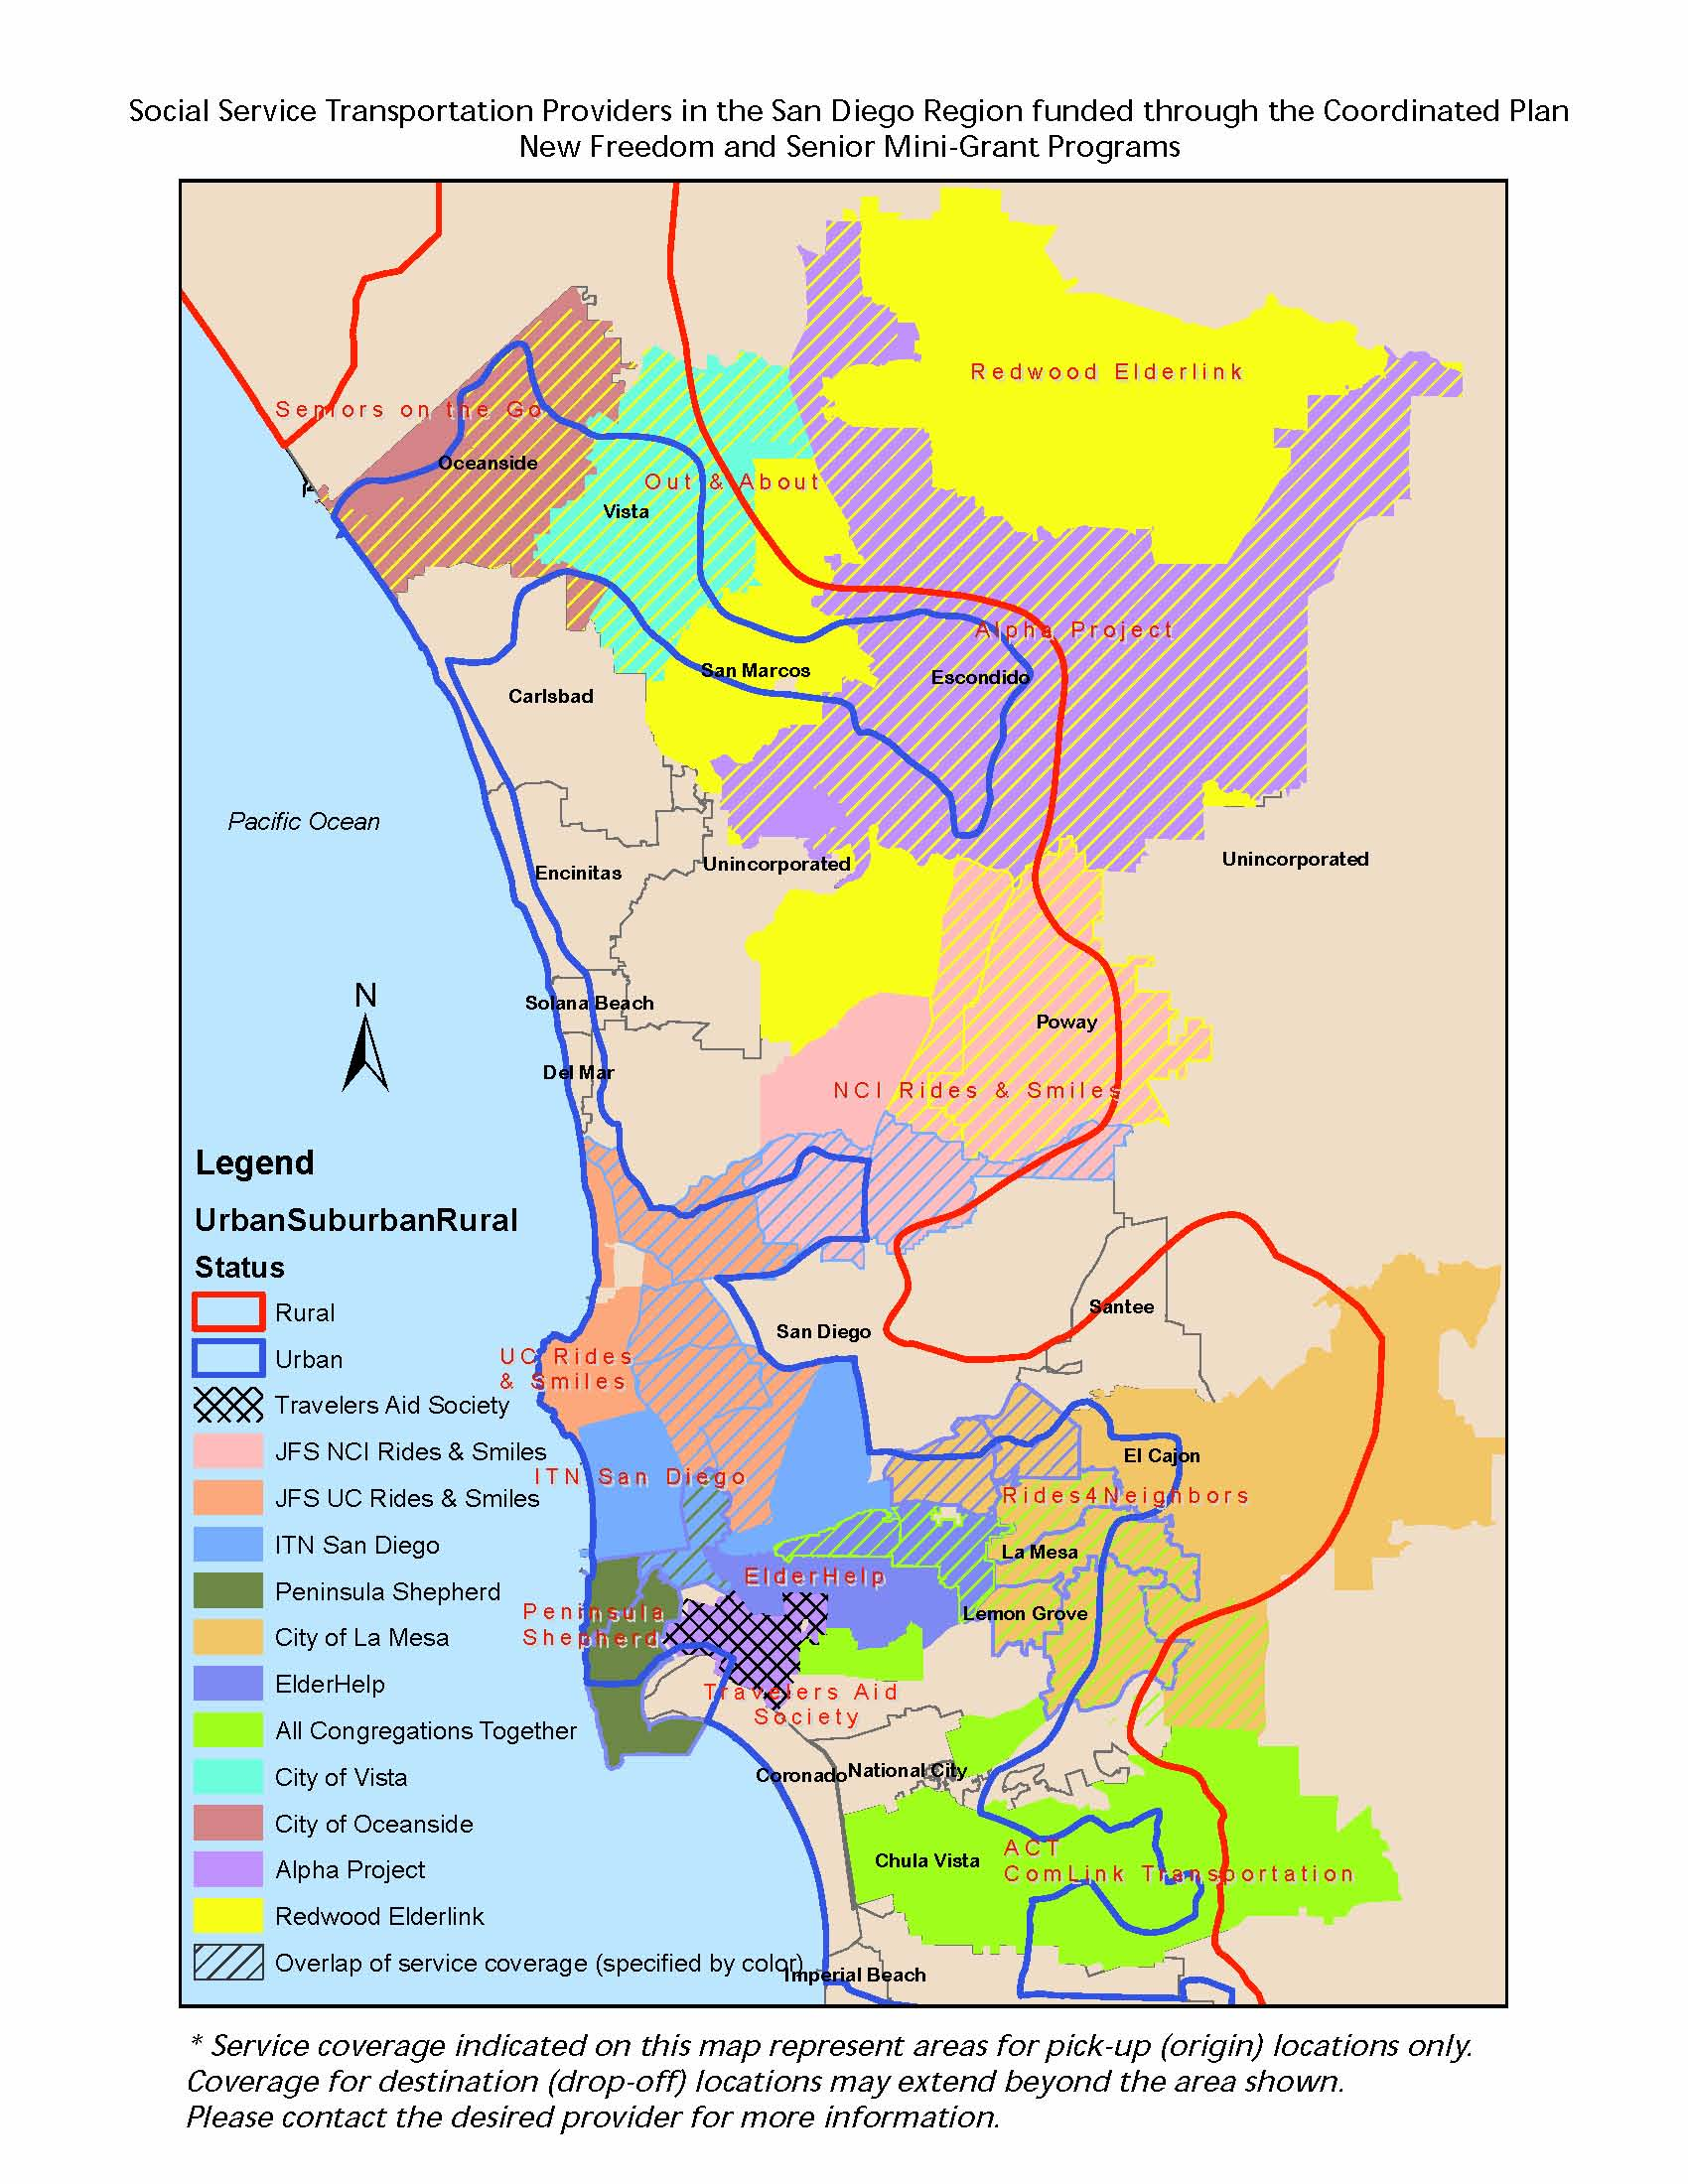 Social Service Transportation Providers in the San Diego Region funded through the Coordinated Plan
New Freedom and Senior Mini-Grant Programs
Redwood Elderlink
Seniors on the Go
Oceanside
Out & About
Vista
Alpha Project
San Marcos
Escondido
Carlsbad
Pacific Ocean
Encinitas
Unincorporated
Unincorporated
N
Solana Beach
Poway
Del Mar
NCI Rides & Smiles
Legend
UrbanSuburbanRural
Status
Rural
Urban
Travelers Aid Society
JFS NCI Rides & Smiles
JFS UC Rides & Smiles
ITN San Diego
Peninsula Shepherd
City of La Mesa
ElderHelp
All Congregations Together
City of Vista
City of Oceanside
Alpha Project
Redwood Elderlink
Overlap of service coverage (specified by color)
Santee
San Diego
UC Rides
& Smiles
El Cajon
ITN San Diego
Rides4Neighbors
La Mesa
ElderHelp
Peninsula
Shepherd
Lemon Grove
Travelers Aid
Society
Coronado
National City
ACT
ComLink Transportation
Chula Vista
Imperial Beach
* Service coverage indicated on this map represent areas for pick-up (origin) locations only.
Coverage for destination (drop-off) locations may extend beyond the area shown.
Please contact the desired provider for more information.